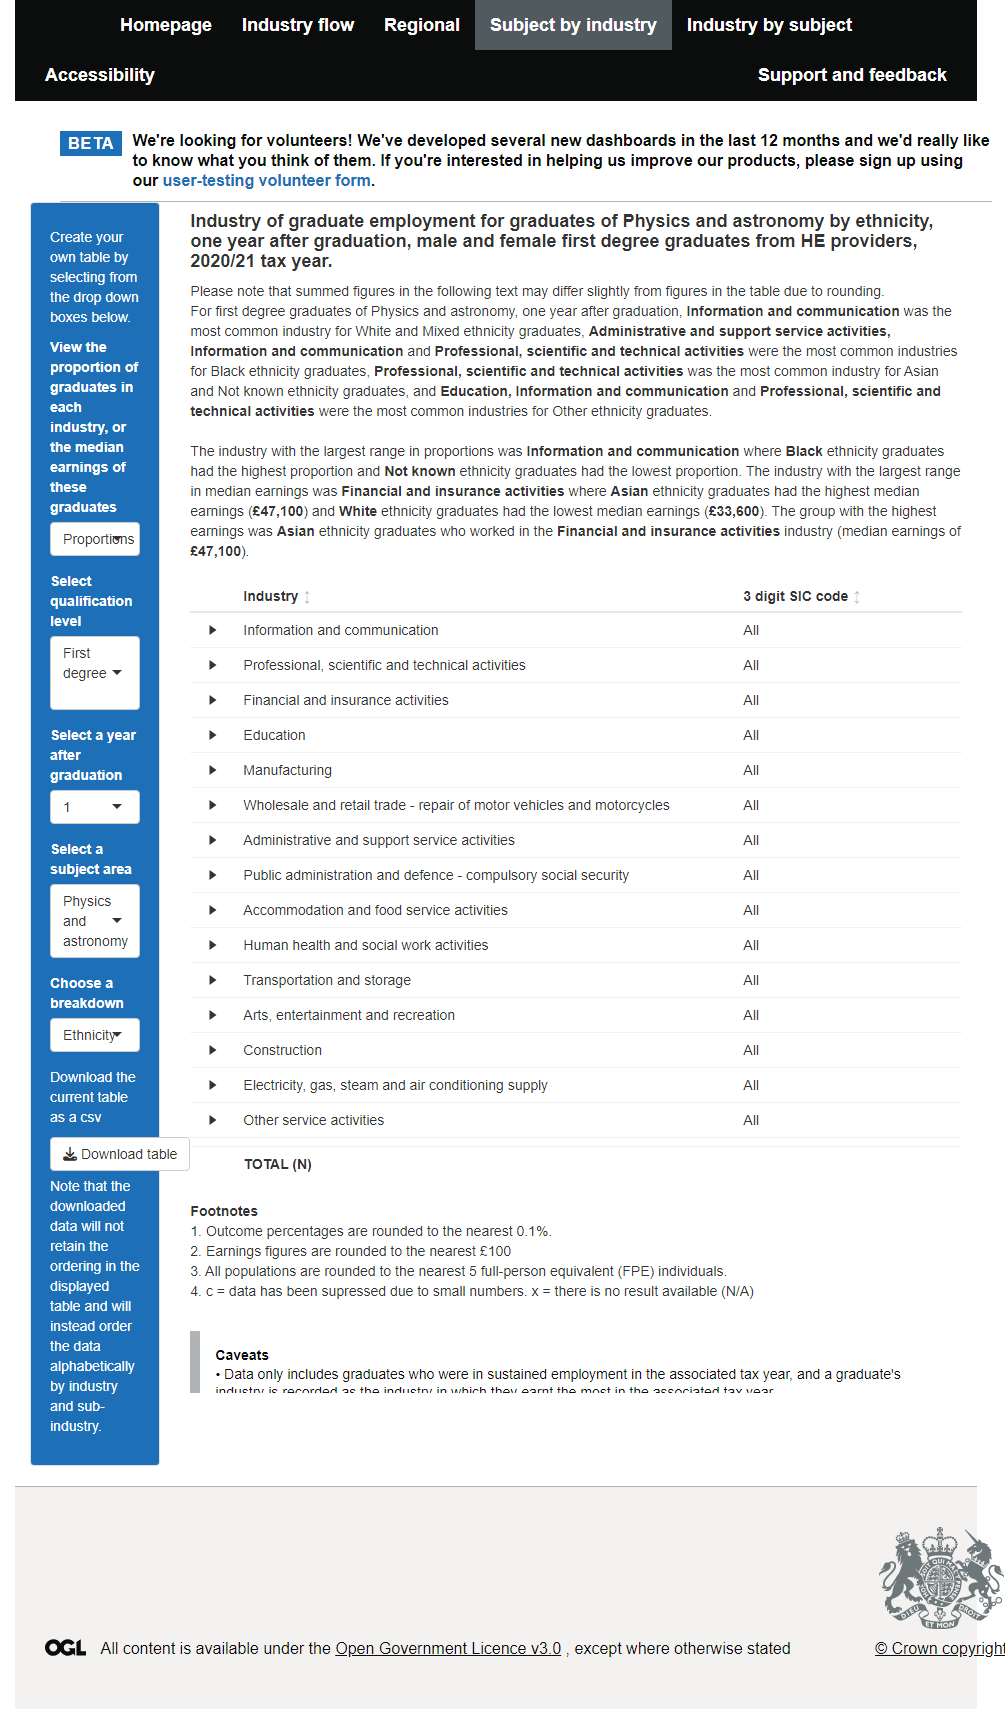 Homepage Industry flow Regional Subject by industry Industry by subject
Accessibility Support and feedback
BETA We're looking for volunteers! We've developed several new dashboards in the last 12 months and we'd really like
to know what you think of them. If you're interested in helping us improve our products, please sign up using
our user-testing volunteer form.
Create your
own table by
selecting from
the drop down
boxes below.
View the
proportion of
graduates in
each
industry, or
the median
earnings of
these
graduates
Proportions
Select
qualification
level
First
degree
Select a year
after
graduation
1
Select a
subject area
Physics
and
astronomy
Choose a
breakdown
Ethnicity
Download the
current table
as a csv
Download table
Note that the
downloaded
data will not
retain the
ordering in the
displayed
table and will
instead order
the data
alphabetically
by industry
and sub-
industry.
Industry of graduate employment for graduates of Physics and astronomy by ethnicity,
one year after graduation, male and female first degree graduates from HE providers,
2020/21 tax year.
Please note that summed figures in the following text may differ slightly from figures in the table due to rounding.
For first degree graduates of Physics and astronomy, one year after graduation, Information and communication was the
most common industry for White and Mixed ethnicity graduates, Administrative and support service activities,
Information and communication and Professional, scientific and technical activities were the most common industries
for Black ethnicity graduates, Professional, scientific and technical activities was the most common industry for Asian
and Not known ethnicity graduates, and Education, Information and communication and Professional, scientific and
technical activities were the most common industries for Other ethnicity graduates.
The industry with the largest range in proportions was Information and communication where Black ethnicity graduates
had the highest proportion and Not known ethnicity graduates had the lowest proportion. The industry with the largest range
in median earnings was Financial and insurance activities where Asian ethnicity graduates had the highest median
earnings (£47,100) and White ethnicity graduates had the lowest median earnings (£33,600). The group with the highest
earnings was Asian ethnicity graduates who worked in the Financial and insurance activities industry (median earnings of
£47,100).
Industry 3 digit SIC code
Information and communication All
Professional, scientific and technical activities All
Financial and insurance activities All
Education All
Manufacturing All
Wholesale and retail trade - repair of motor vehicles and motorcycles All
Administrative and support service activities All
Public administration and defence - compulsory social security All
Accommodation and food service activities All
Human health and social work activities All
Transportation and storage All
Arts, entertainment and recreation All
Construction All
Electricity, gas, steam and air conditioning supply All
Other service activities All
TOTAL (N)
Footnotes
1. Outcome percentages are rounded to the nearest 0.1%.
2. Earnings figures are rounded to the nearest £100
3. All populations are rounded to the nearest 5 full-person equivalent (FPE) individuals.
4. c = data has been supressed due to small numbers. x = there is no result available (N/A)
Caveats
• Data only includes graduates who were in sustained employment in the associated tax year, and a graduate's
industry is recorded as the industry in which they earnt the most in the associated tax year
OGL All content is available under the Open Government Licence v3.0 , except where otherwise stated
© Crown copyright